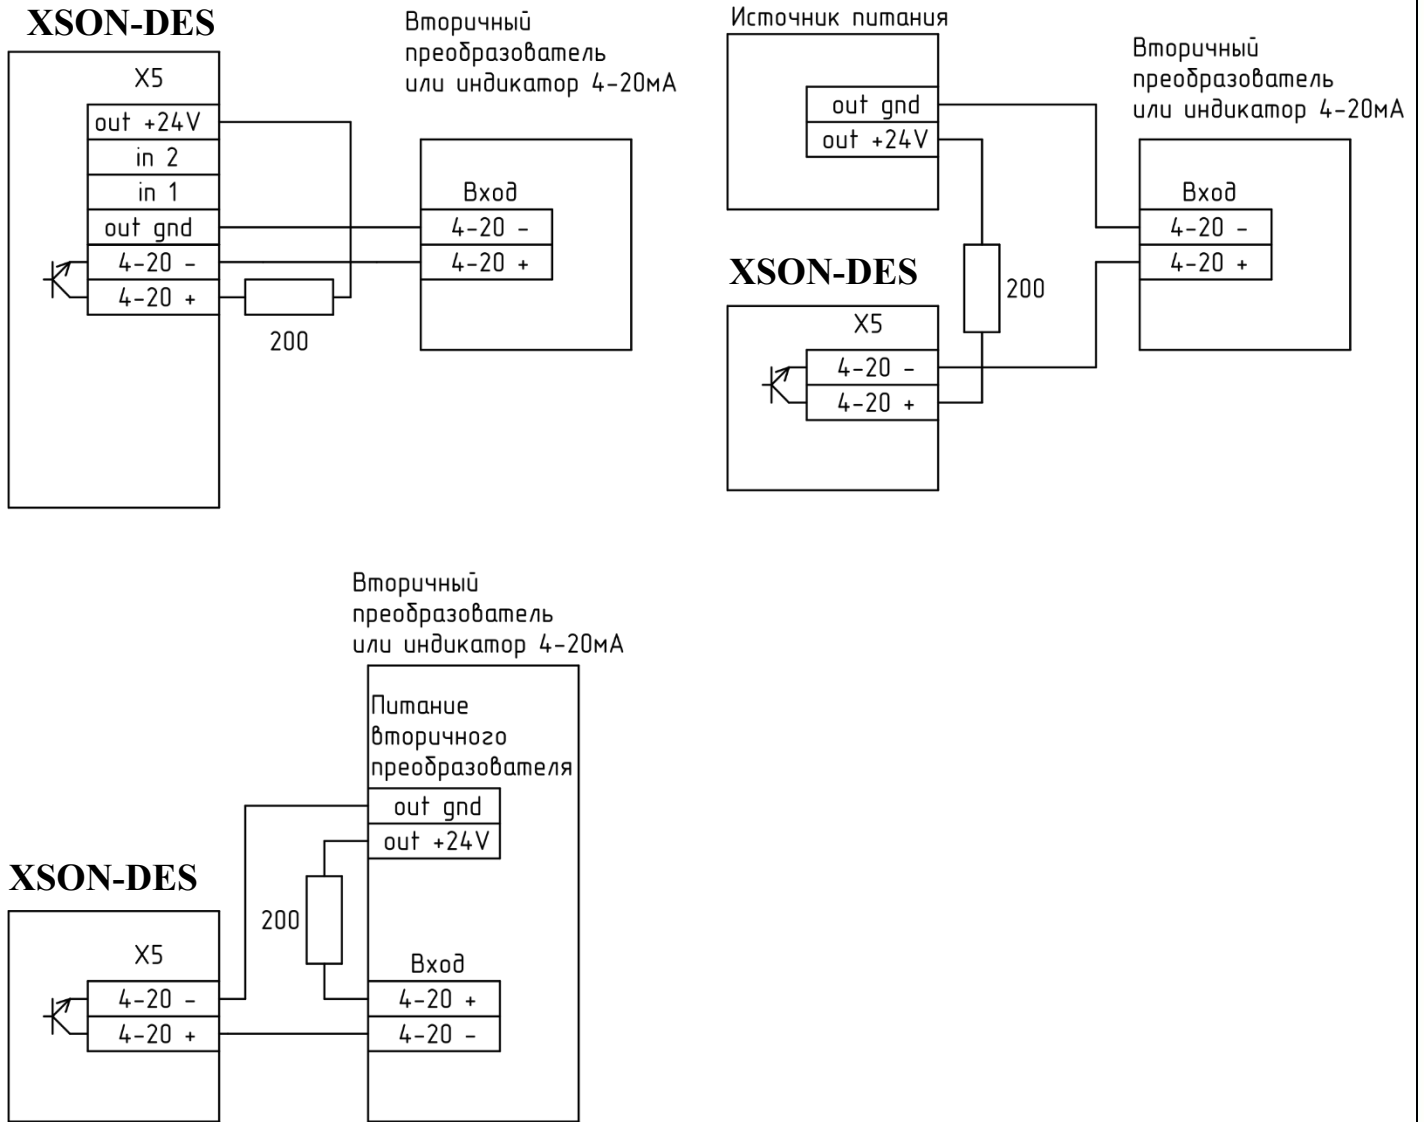 XSON-DES
X5
out +24V
in 2
in 1
out gnd
4-20 -
4-20 +
200
Вторичный
преобразователь
или индикатор 4-20мА
Вход
4-20 -
4-20 +
Источник питания
out gnd
out +24V
200
XSON-DES
X5
4-20 -
4-20 +
Вторичный
преобразователь
или индикатор 4-20мА
Вход
4-20 -
4-20 +
Вторичный
преобразователь
или индикатор 4-20мА
Питание
вторичного
преобразователя
out gnd
out +24V
200
Вход
4-20 +
4-20 -
XSON-DES
X5
4-20 -
4-20 +